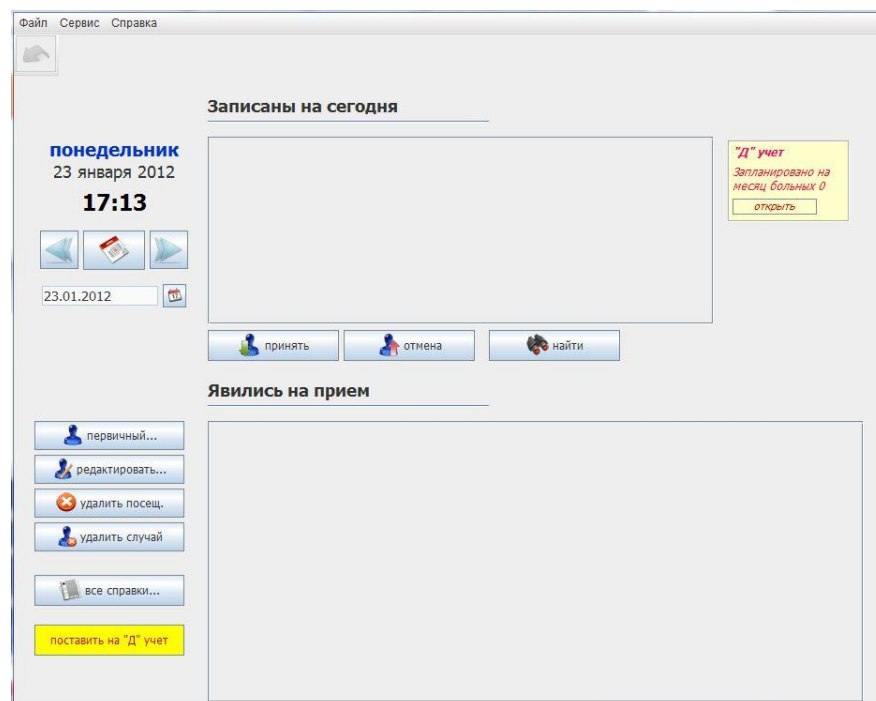 Файл Сервис Справка
Записаны на сегодня
понедельник
23 января 2012
17:13
23.01.2012
"Д" учет
Запланировано на
месяц больных 0
открыть
принять отмена найти
Явились на прием
первичный...
редактировать...
удалить посещ.
удалить случай
все справки...
поставить на "Д" учет